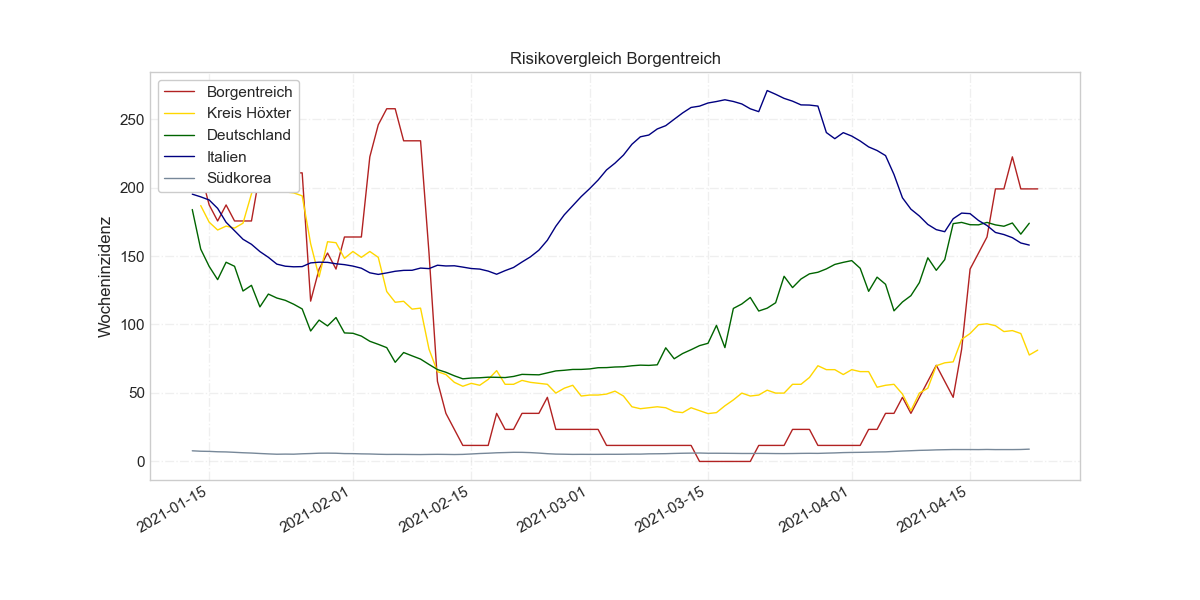 Risikovergleich Borgentreich
Borgentreich
Kreis Höxter
Deutschland
Italien
Südkorea
Wocheninzidenz
250
200
150
100
50
0
2021-01-15
2021-02-01
2021-02-15
2021-03-01
2021-03-15
2021-04-01
2021-04-15